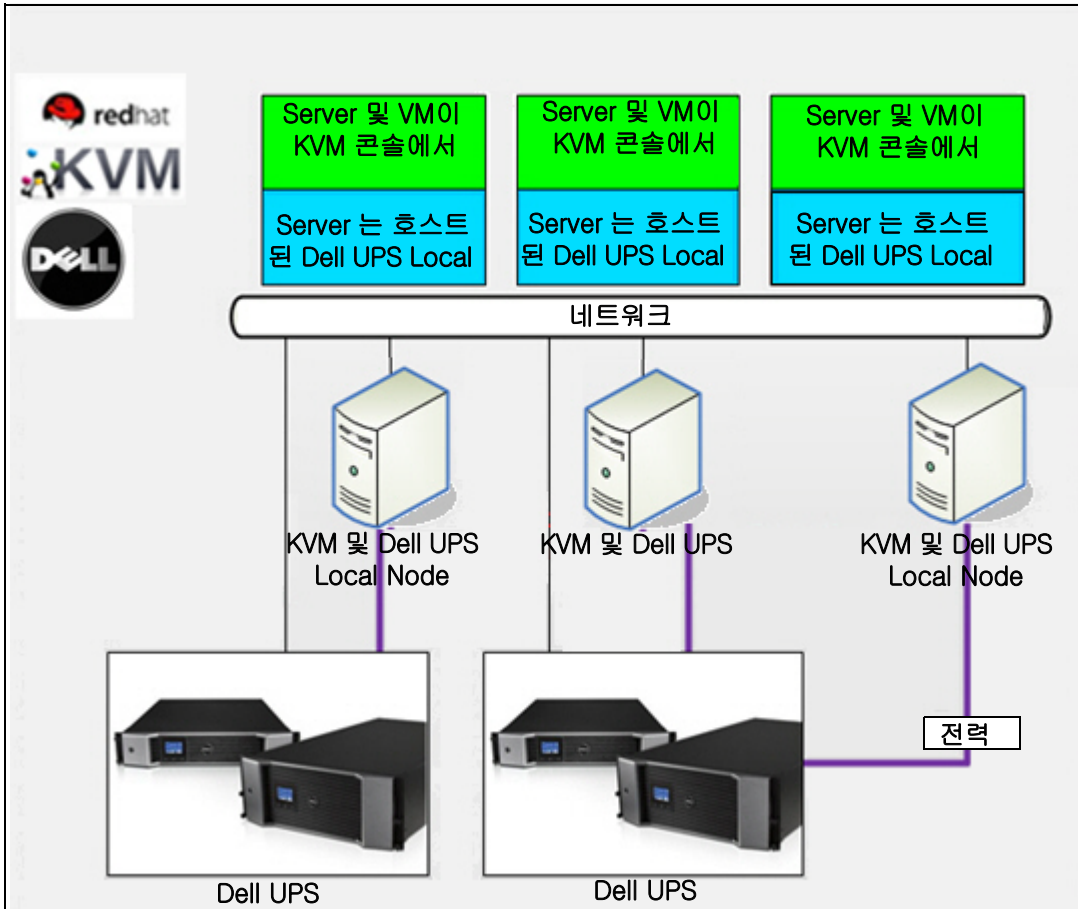 redhat
KVM
DELL
Server 및 VM이
KVM 콘솔에서
Server 및 VM이
KVM 콘솔에서
Server 및 VM이
KVM 콘솔에서
Server 는 호스트
된 Dell UPS Local
Server 는 호스트
된 Dell UPS Local
Server 는 호스트
된 Dell UPS Local
네트워크
KVM 및 Dell UPS
Local Node
KVM 및 Dell UPS
KVM 및 Dell UPS
Local Node
전력
Dell UPS
Dell UPS